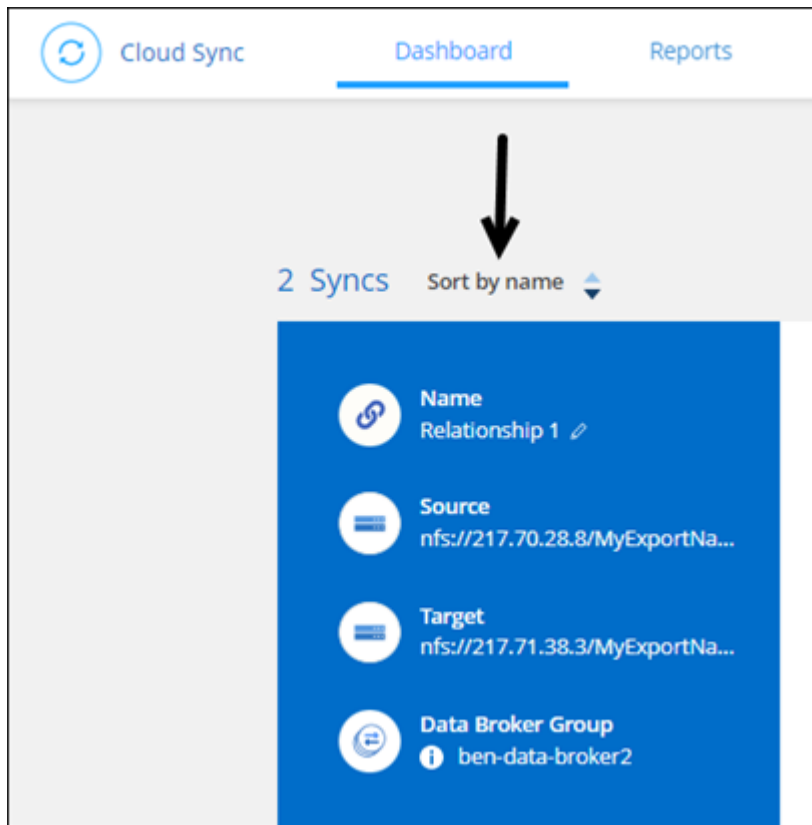 Cloud Sync Dashboard Reports
2 Syncs Sort by name
Name
Relationship 1
Source
nfs://217.70.28.8/MyExportNa...
Target
nfs://217.71.38.3/MyExportNa...
Data Broker Group
i ben-data-broker2